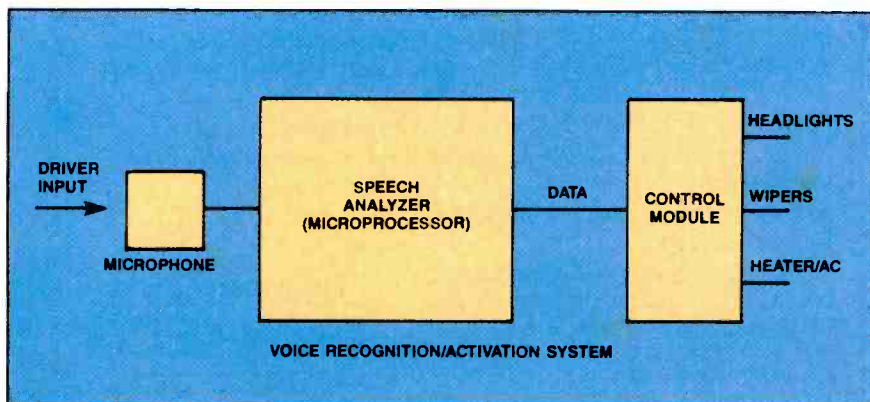 DRIVER
INPUT
MICROPHONE
SPEECH
ANALYZER
(MICROPROCESSOR)
DATA
CONTROL
MODULE
HEADLIGHTS
WIPERS
HEATER/AC
VOICE RECOGNITION/ACTIVATION SYSTEM